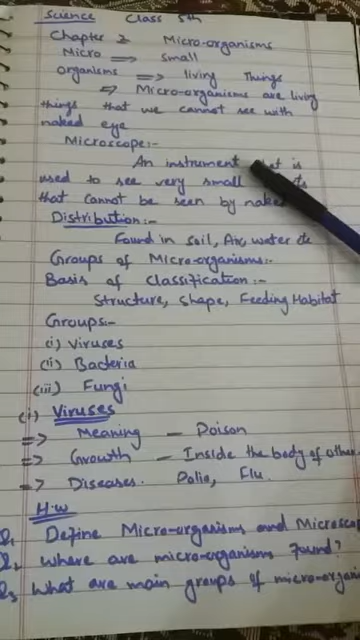 Science Class 5th
Chapter 2 Micro-organisms
Micro ⇒ small
organisms ⇒ living Things
⇒ Micro-organisms are living
things that we cannot see with
naked eye
Microscope:-
An instrument that is
used to see very small
that cannot be seen by naked
Distribution:-
Found in Soil, Air, water etc
Groups of Micro-organisms:-
Basis of Classification:-
Structure, Shape, Feeding Habitat
Groups:-
(i) Viruses
(ii) Bacteria
(iii) Fungi
(i) Viruses
⇒ Meaning — Poison
⇒ Growth — Inside the body of other
⇒ Diseases. Polio, Flu.
H.w
Q1 Define Micro-organisms and Microscope
Q2 where are micro-organisms found?
Q3 What are main groups of micro-organi